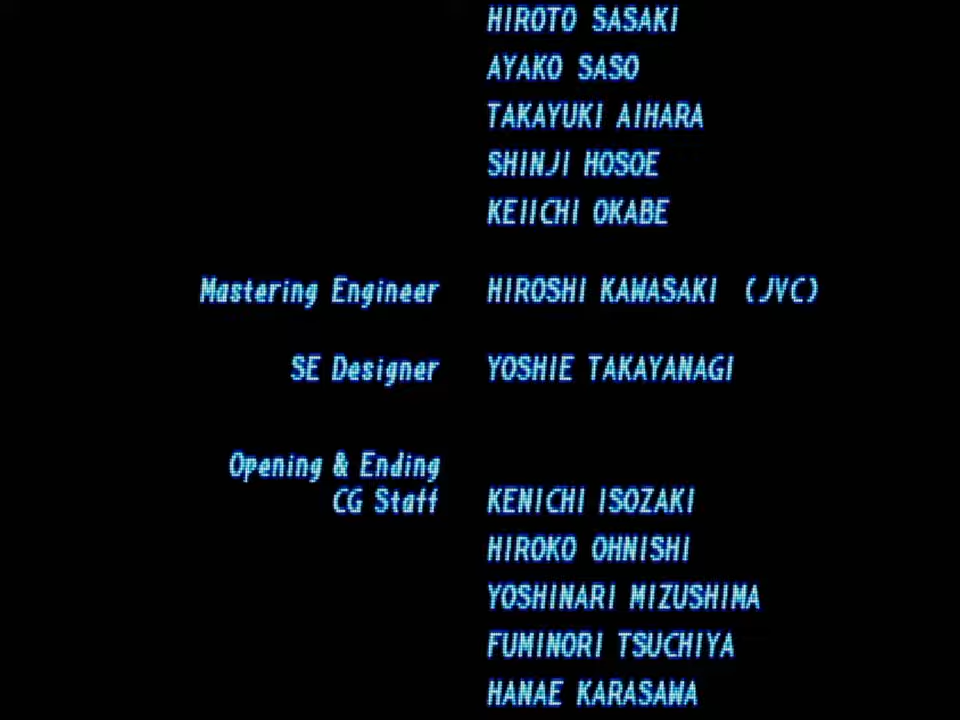 HIROTO SASAKI
AYAKO SASO
TAKAYUKI AIHARA
SHINJI HOSOE
KEIICHI OKABE
Mastering Engineer HIROSHI KAWASAKI (JVC)
SE Designer YOSHIE TAKAYANAGI
Opening & Ending
CG Staff KENICHI ISOZAKI
HIROKO OHNISHI
YOSHINARI MIZUSHIMA
FUMINORI TSUCHIYA
HANAE KARASAWA